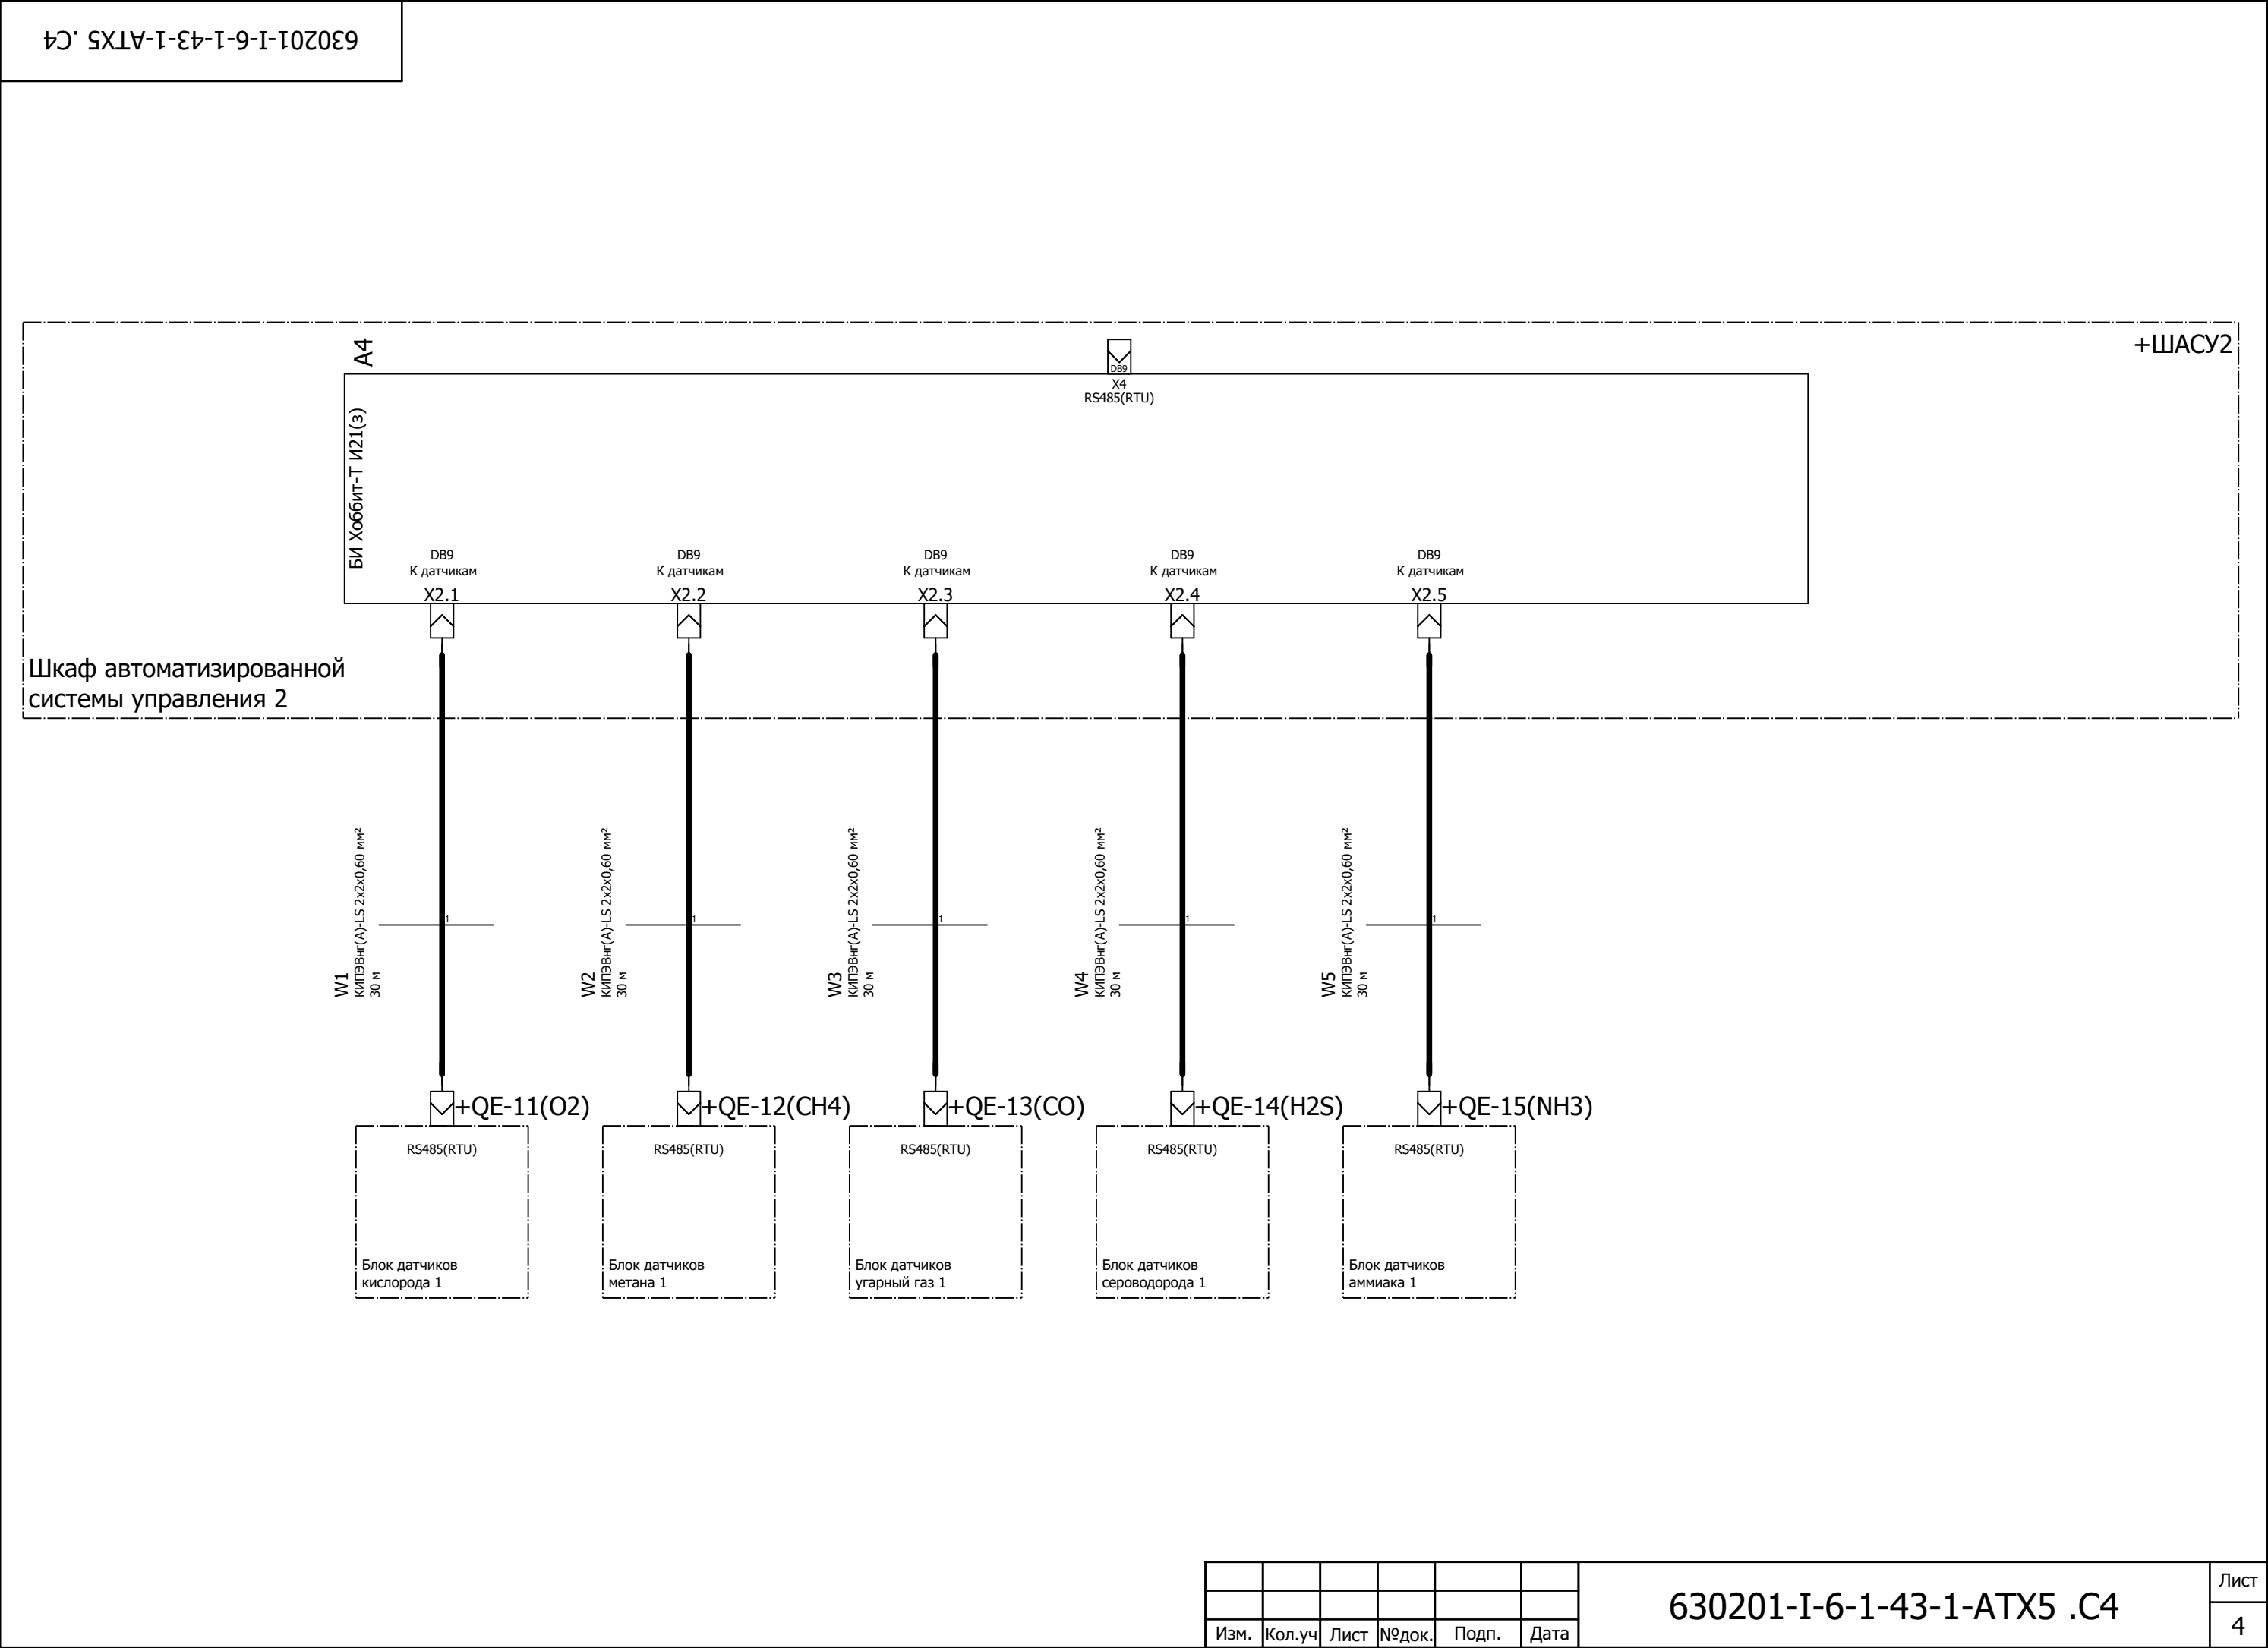 630201-I-6-1-43-1-АТХ5 .С4
+ШАСУ2
А4
БИ Хоббит-Т И21(з)
DB9
X4
RS485(RTU)
DB9
К датчикам
X2.1
DB9
К датчикам
X2.2
DB9
К датчикам
X2.3
DB9
К датчикам
X2.4
DB9
К датчикам
X2.5
Шкаф автоматизированной
системы управления 2
W1
КИПЭВнг(А)-LS 2x2x0,60 мм²
30 м
1
W2
КИПЭВнг(А)-LS 2x2x0,60 мм²
30 м
1
W3
КИПЭВнг(А)-LS 2x2x0,60 мм²
30 м
1
W4
КИПЭВнг(А)-LS 2x2x0,60 мм²
30 м
1
W5
КИПЭВнг(А)-LS 2x2x0,60 мм²
30 м
1
+QE-11(O2)
RS485(RTU)
Блок датчиков
кислорода 1
+QE-12(CH4)
RS485(RTU)
Блок датчиков
метана 1
+QE-13(CO)
RS485(RTU)
Блок датчиков
угарный газ 1
+QE-14(H2S)
RS485(RTU)
Блок датчиков
сероводорода 1
+QE-15(NH3)
RS485(RTU)
Блок датчиков
аммиака 1
Изм. Кол.уч Лист №док. Подп. Дата
630201-I-6-1-43-1-АТХ5 .С4
Лист
4